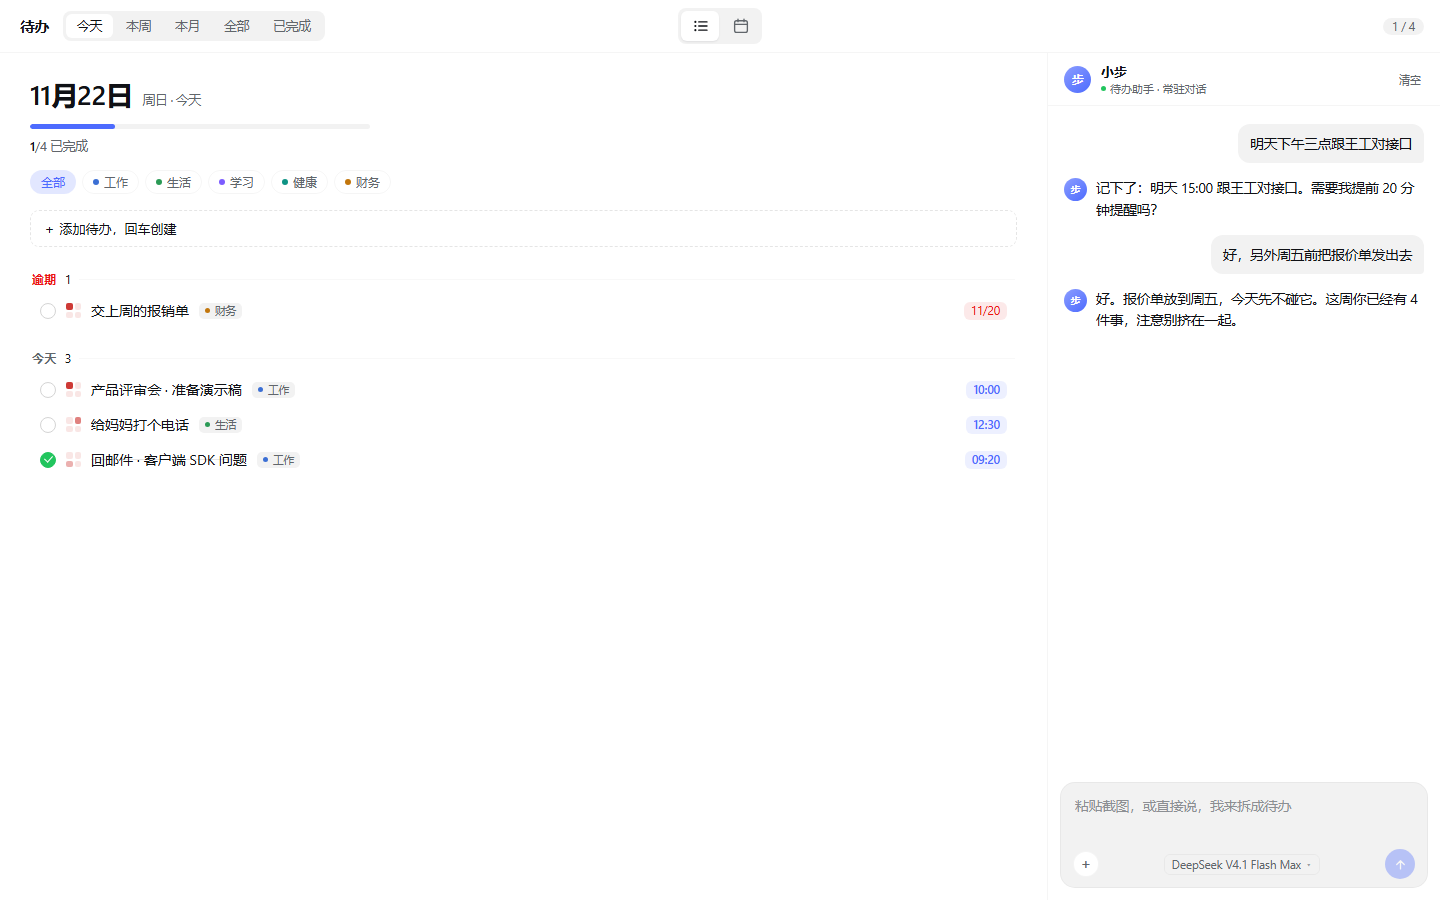 待办
今天 本周 本月 全部 已完成
1 / 4
11月22日 周日 · 今天
1/4 已完成
全部 工作 生活 学习 健康 财务
+ 添加待办，回车创建
逾期 1
交上周的报销单 财务 11/20
今天 3
产品评审会 · 准备演示稿 工作 10:00
给妈妈打个电话 生活 12:30
回邮件 · 客户端 SDK 问题 工作 09:20
步 小步
待办助手 · 常驻对话
清空
明天下午三点跟王工对接口
步 记下了：明天 15:00 跟王工对接口。需要我提前 20 分
钟提醒吗？
好，另外周五前把报价单发出去
步 好。报价单放到周五，今天先不碰它。这周你已经有 4
件事，注意别挤在一起。
粘贴截图，或直接说，我来拆成待办
+ DeepSeek V4.1 Flash Max